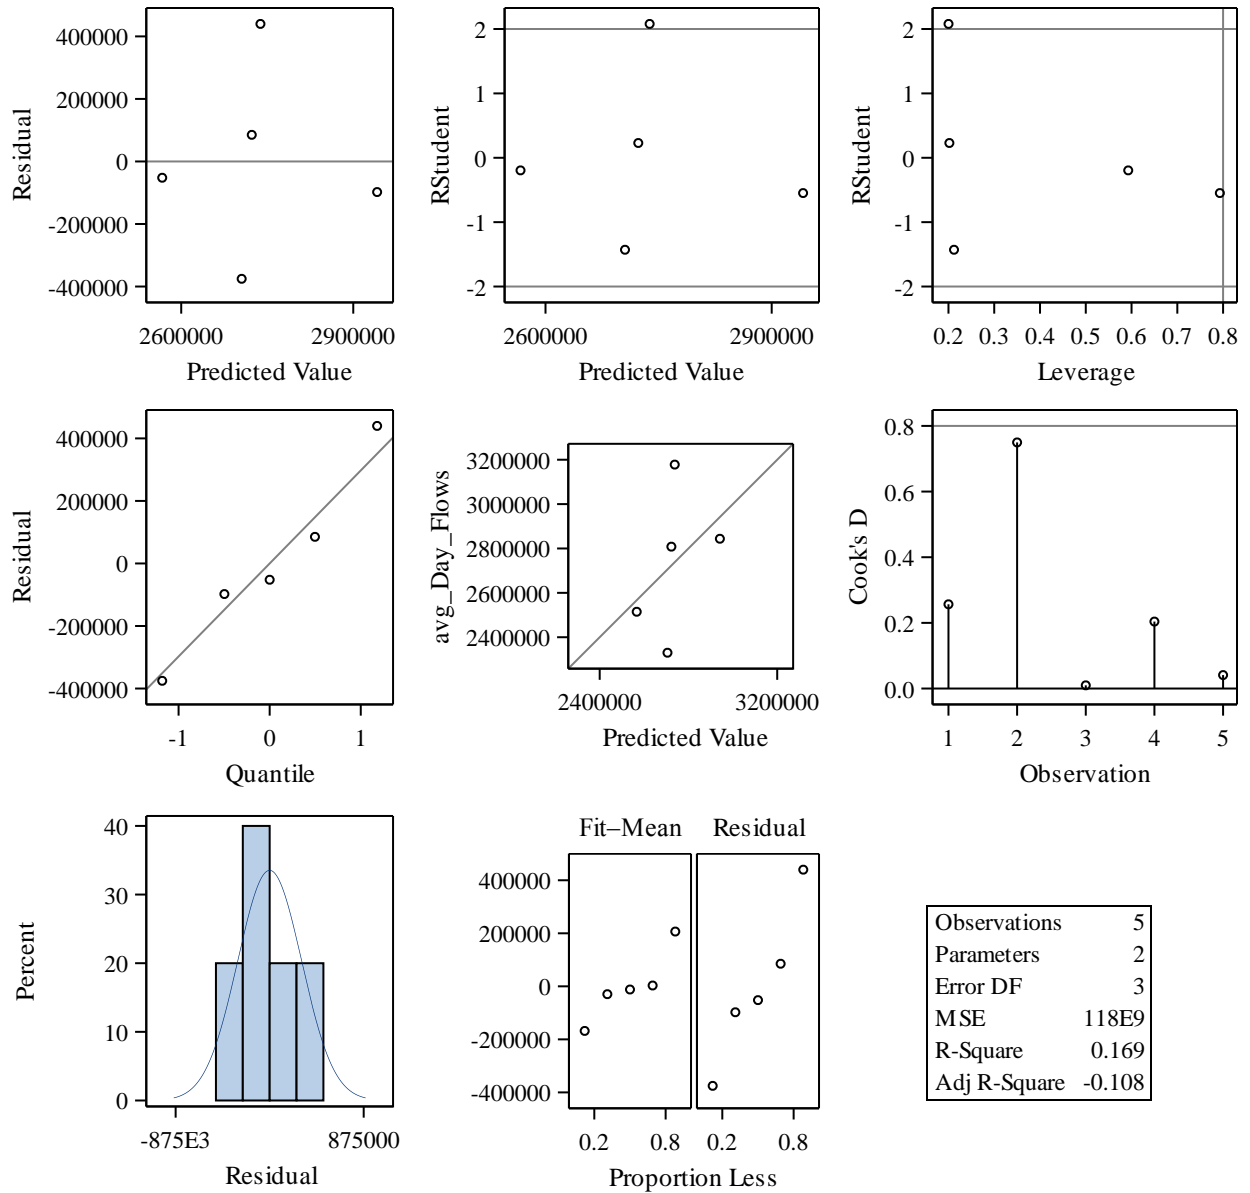 400000
200000
0
-200000
-400000
Residual
2600000 2900000
Predicted Value
2
1
0
-1
-2
RStudent
2600000 2900000
Predicted Value
2
1
0
-1
-2
RStudent
0.2 0.3 0.4 0.5 0.6 0.7 0.8
Leverage
400000
200000
0
-200000
-400000
Residual
-1 0 1
Quantile
3200000
3000000
2800000
2600000
2400000
avg_Day_Flows
2400000 3200000
Predicted Value
0.8
0.6
0.4
0.2
0.0
Cook's D
1 2 3 4 5
Observation
40
30
20
10
0
Percent
-875E3 875000
Residual
Fit–Mean Residual
400000
200000
0
-200000
-400000
0.2 0.8 0.2 0.8
Proportion Less
Observations 5
Parameters 2
Error DF 3
MSE 118E9
R-Square 0.169
Adj R-Square -0.108